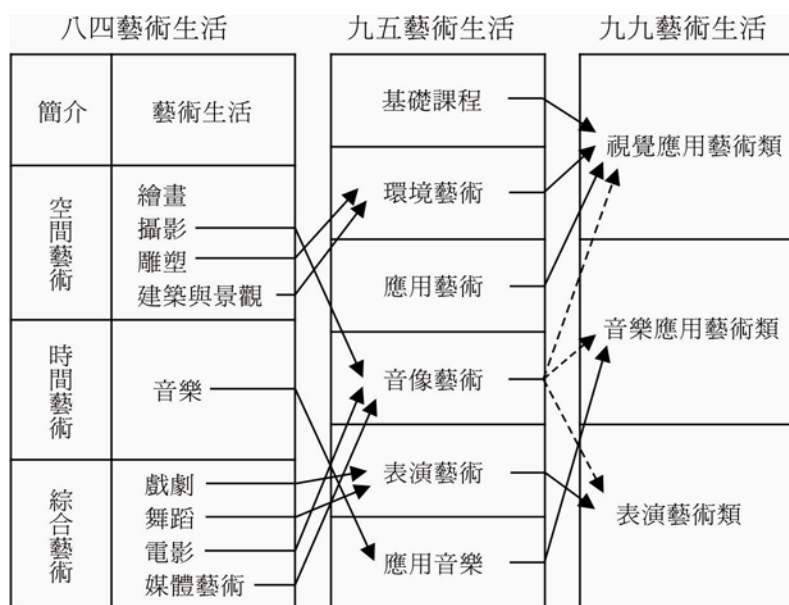 八四藝術生活
簡介
藝術生活
空間藝術
繪畫
攝影
雕塑
建築與景觀
時間藝術
音樂
綜合藝術
戲劇
舞蹈
電影
媒體藝術
九五藝術生活
基礎課程
環境藝術
應用藝術
音像藝術
表演藝術
應用音樂
九九藝術生活
視覺應用藝術類
音樂應用藝術類
表演藝術類